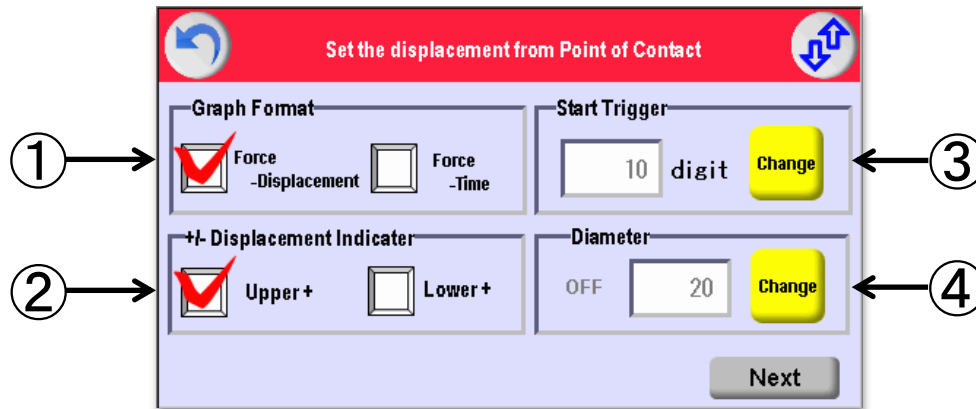 Set the displacement from Point of Contact
Graph Format
Start Trigger
① Force
-Displacement
Force
-Time
10 digit Change ③
+/- Displacement Indicater
Diameter
② Upper+ Lower+
OFF 20 Change ④
Next